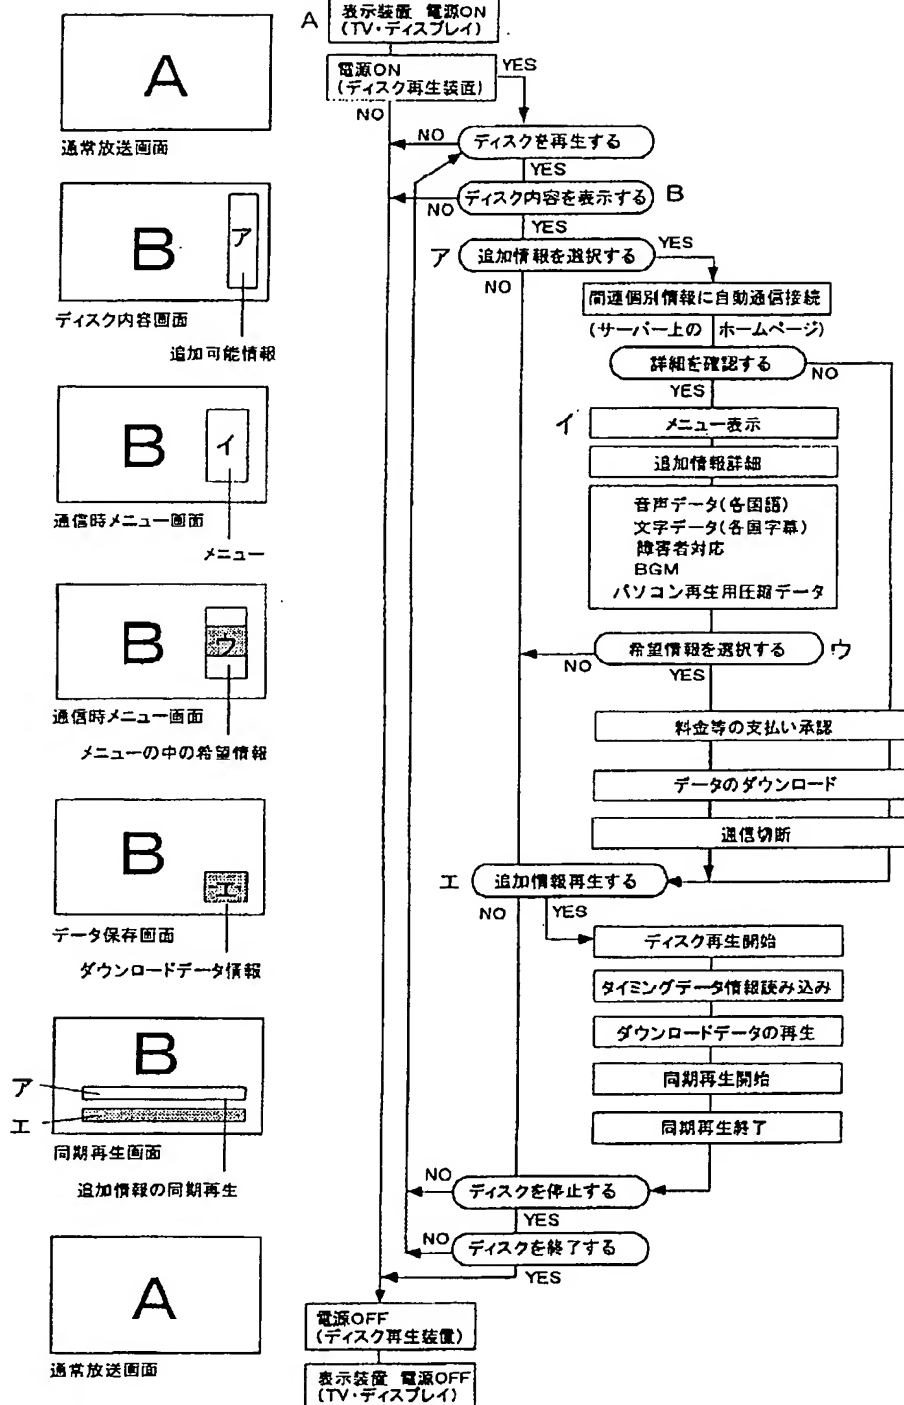 A
通常放送画面
B
ア
ディスク内容画面
追加可能情報
B
イ
通信時メニュー画面
メニュー
B
ウ
通信時メニュー画面
メニューの中の希望情報
B
エ
データ保存画面
ダウンロードデータ情報
B
ア
エ
同期再生画面
追加情報の同期再生
A
通常放送画面
A
表示装置 電源ON
(TV・ディスプレイ)
電源ON
(ディスク再生装置)
YES
NO
ディスクを再生する
NO
YES
ディスク内容を表示する
B
NO
YES
ア
追加情報を選択する
YES
NO
関連個別情報に自動通信接続
(サーバー上の ホームページ)
詳細を確認する
NO
YES
イ
メニュー表示
追加情報詳細
音声データ(各国語)
文字データ(各国字幕)
障害者対応
BGM
パソコン再生用圧縮データ
希望情報を選択する
ウ
NO
YES
料金等の支払い承認
データのダウンロード
通信切断
エ
追加情報再生する
NO
YES
ディスク再生開始
タイミングデータ情報読み込み
ダウンロードデータの再生
同期再生開始
同期再生終了
NO
ディスクを停止する
YES
NO
ディスクを終了する
YES
電源OFF
(ディスク再生装置)
表示装置 電源OFF
(TV・ディスプレイ)